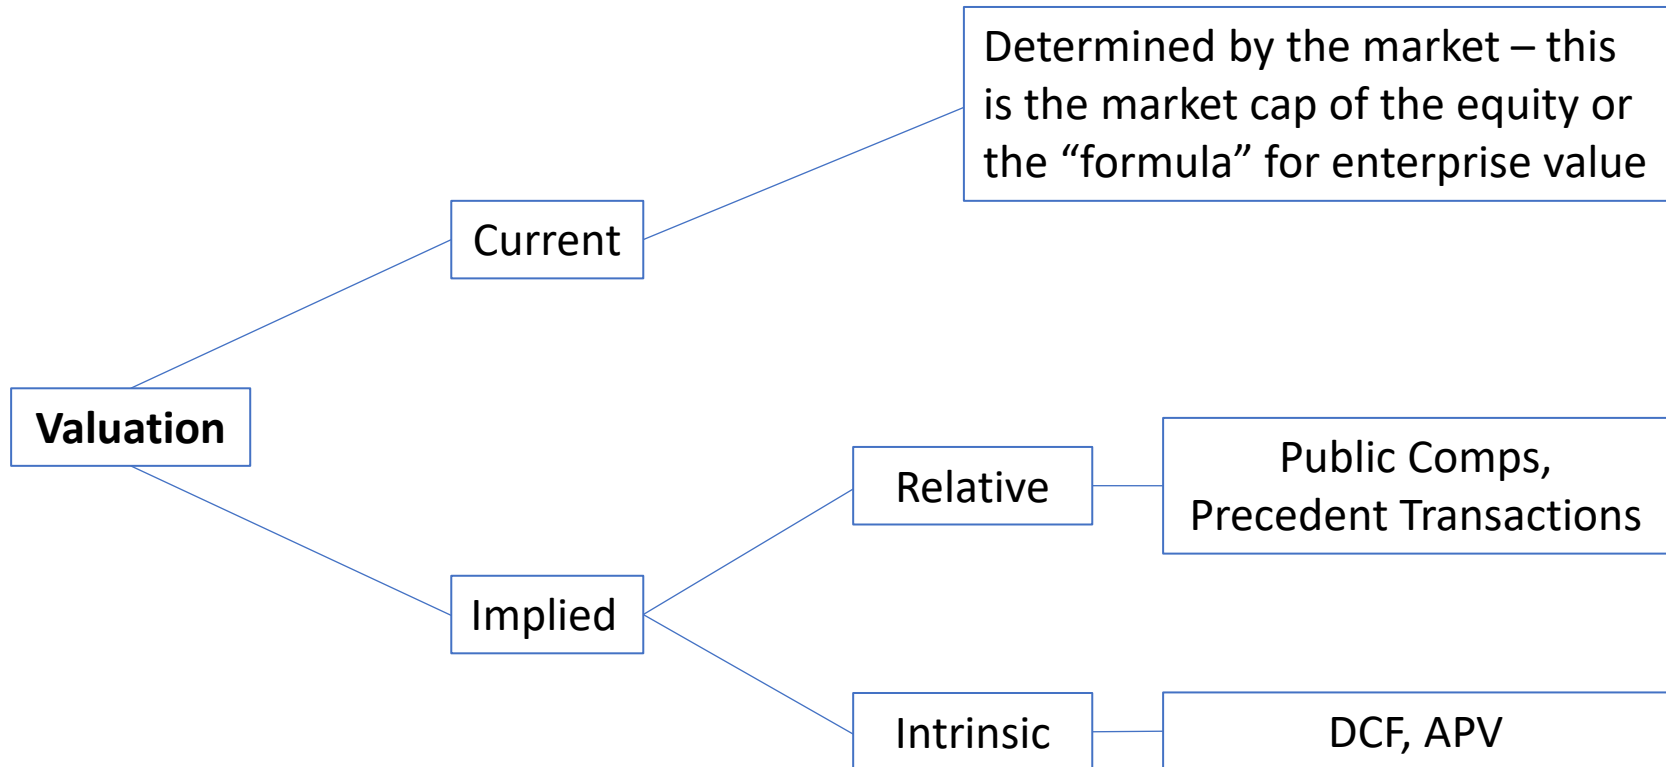 Determined by the market – this
is the market cap of the equity or
the “formula” for enterprise value
Current
Valuation
Relative
Public Comps,
Precedent Transactions
Implied
Intrinsic
DCF, APV